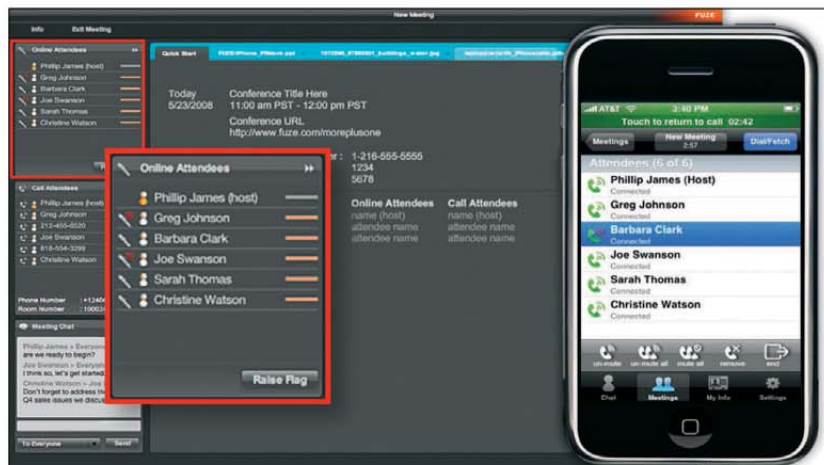 New Meeting
FUZE
Info Exit Meeting
Online Attendees
Phillip James (host)
Greg Johnson
Barbara Clark
Joe Swanson
Sarah Thomas
Christine Watson
Call Attendees
Phillip James (host)
Greg Johnson
212-455-6520
Joe Swanson
818-554-3299
Christine Watson
Phone Number
Room Number
Meeting Chat
Phillip James > Everyone
are we ready to begin?
Joe Swanson > Everyone
I think so, let's get started.
Christine Watson > Joe
Don't forget to address the
Q4 sales issues we
To Everyone Send
Quick Start
Today Conference Title Here
5/23/2008 11:00 am PST - 12:00 pm PST
Conference URL
http://www.fuze.com/moreplusone
1-216-555-5555
1234
5678
Online Attendees Call Attendees
name (host) name (host)
attendee name attendee name
attendee name attendee name
Online Attendees
Phillip James (host)
Greg Johnson
Barbara Clark
Joe Swanson
Sarah Thomas
Christine Watson
Raise Flag
AT&T 3:40 PM
Touch to return to call 02:42
Meetings New Meeting Dial/Fetch
2:57
Attendees (6 of 6)
Phillip James (Host)
Connected
Greg Johnson
Connected
Barbara Clark
Connected
Joe Swanson
Connected
Sarah Thomas
Connected
Christine Watson
Connected
un-mute un-mute all mute all remove end
Chat Meetings My Info Settings